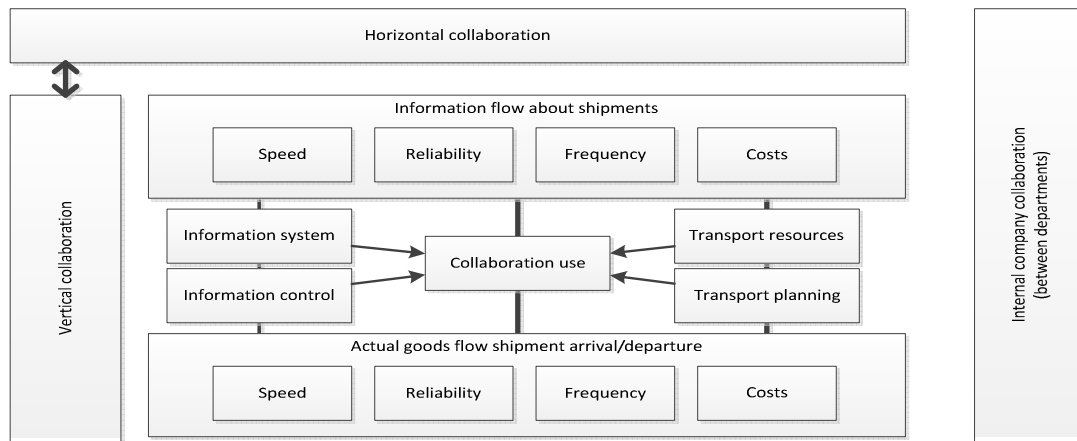 Horizontal collaboration
Information flow about shipments
Speed
Reliability
Frequency
Costs
Vertical collaboration
Information system
Information control
Collaboration use
Transport resources
Transport planning
Actual goods flow shipment arrival/departure
Speed
Reliability
Frequency
Costs
Internal company collaboration
(between departments)